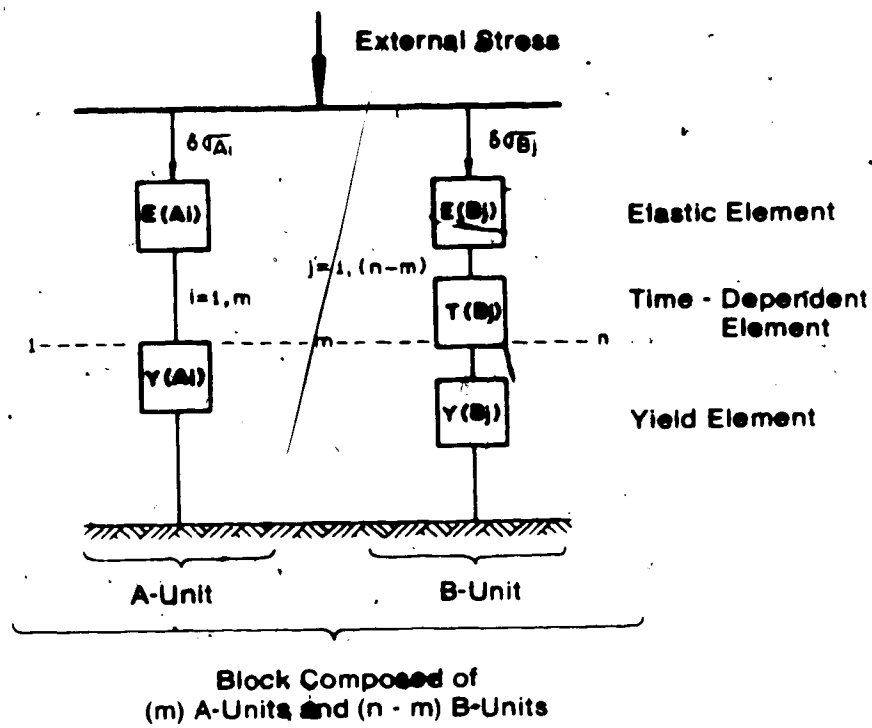 External Stress
δσAi
δσBj
E(Ai)
E(Bj)
Elastic Element
j=1, (n-m)
i=1, m
T(Bj)
Time - Dependent
Element
1
m
n
Y(Ai)
Y(Bj)
Yield Element
A-Unit
B-Unit
Block Composed of
(m) A-Units and (n - m) B-Units